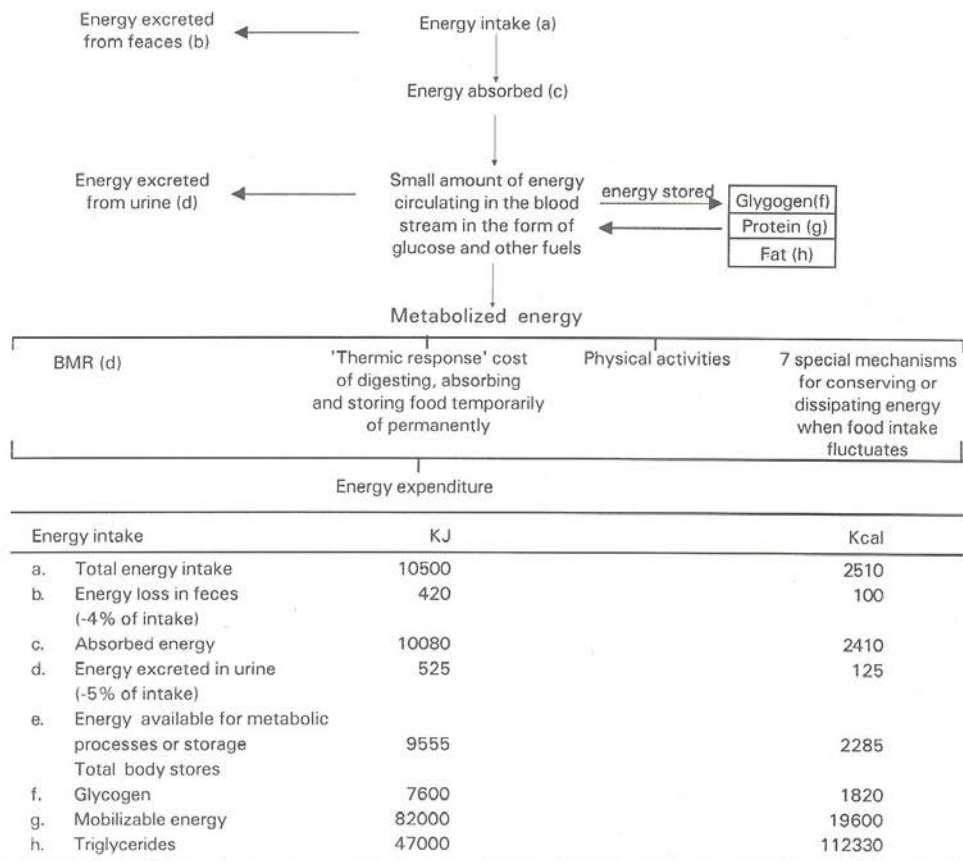 Energy excreted
from feaces (b)
Energy intake (a)
Energy absorbed (c)
Energy excreted
from urine (d)
Small amount of energy
circulating in the blood
stream in the form of
glucose and other fuels
energy stored
Glygogen(f)
Protein (g)
Fat (h)
Metabolized energy
BMR (d)
'Thermic response' cost
of digesting, absorbing
and storing food temporarily
of permanently
Physical activities
7 special mechanisms
for conserving or
dissipating energy
when food intake
fluctuates
Energy expenditure
Energy intake KJ Kcal
a. Total energy intake 10500 2510
b. Energy loss in feces 420 100
(-4% of intake)
c. Absorbed energy 10080 2410
d. Energy excreted in urine 525 125
(-5% of intake)
e. Energy available for metabolic
processes or storage 9555 2285
Total body stores
f. Glycogen 7600 1820
g. Mobilizable energy 82000 19600
h. Triglycerides 47000 112330